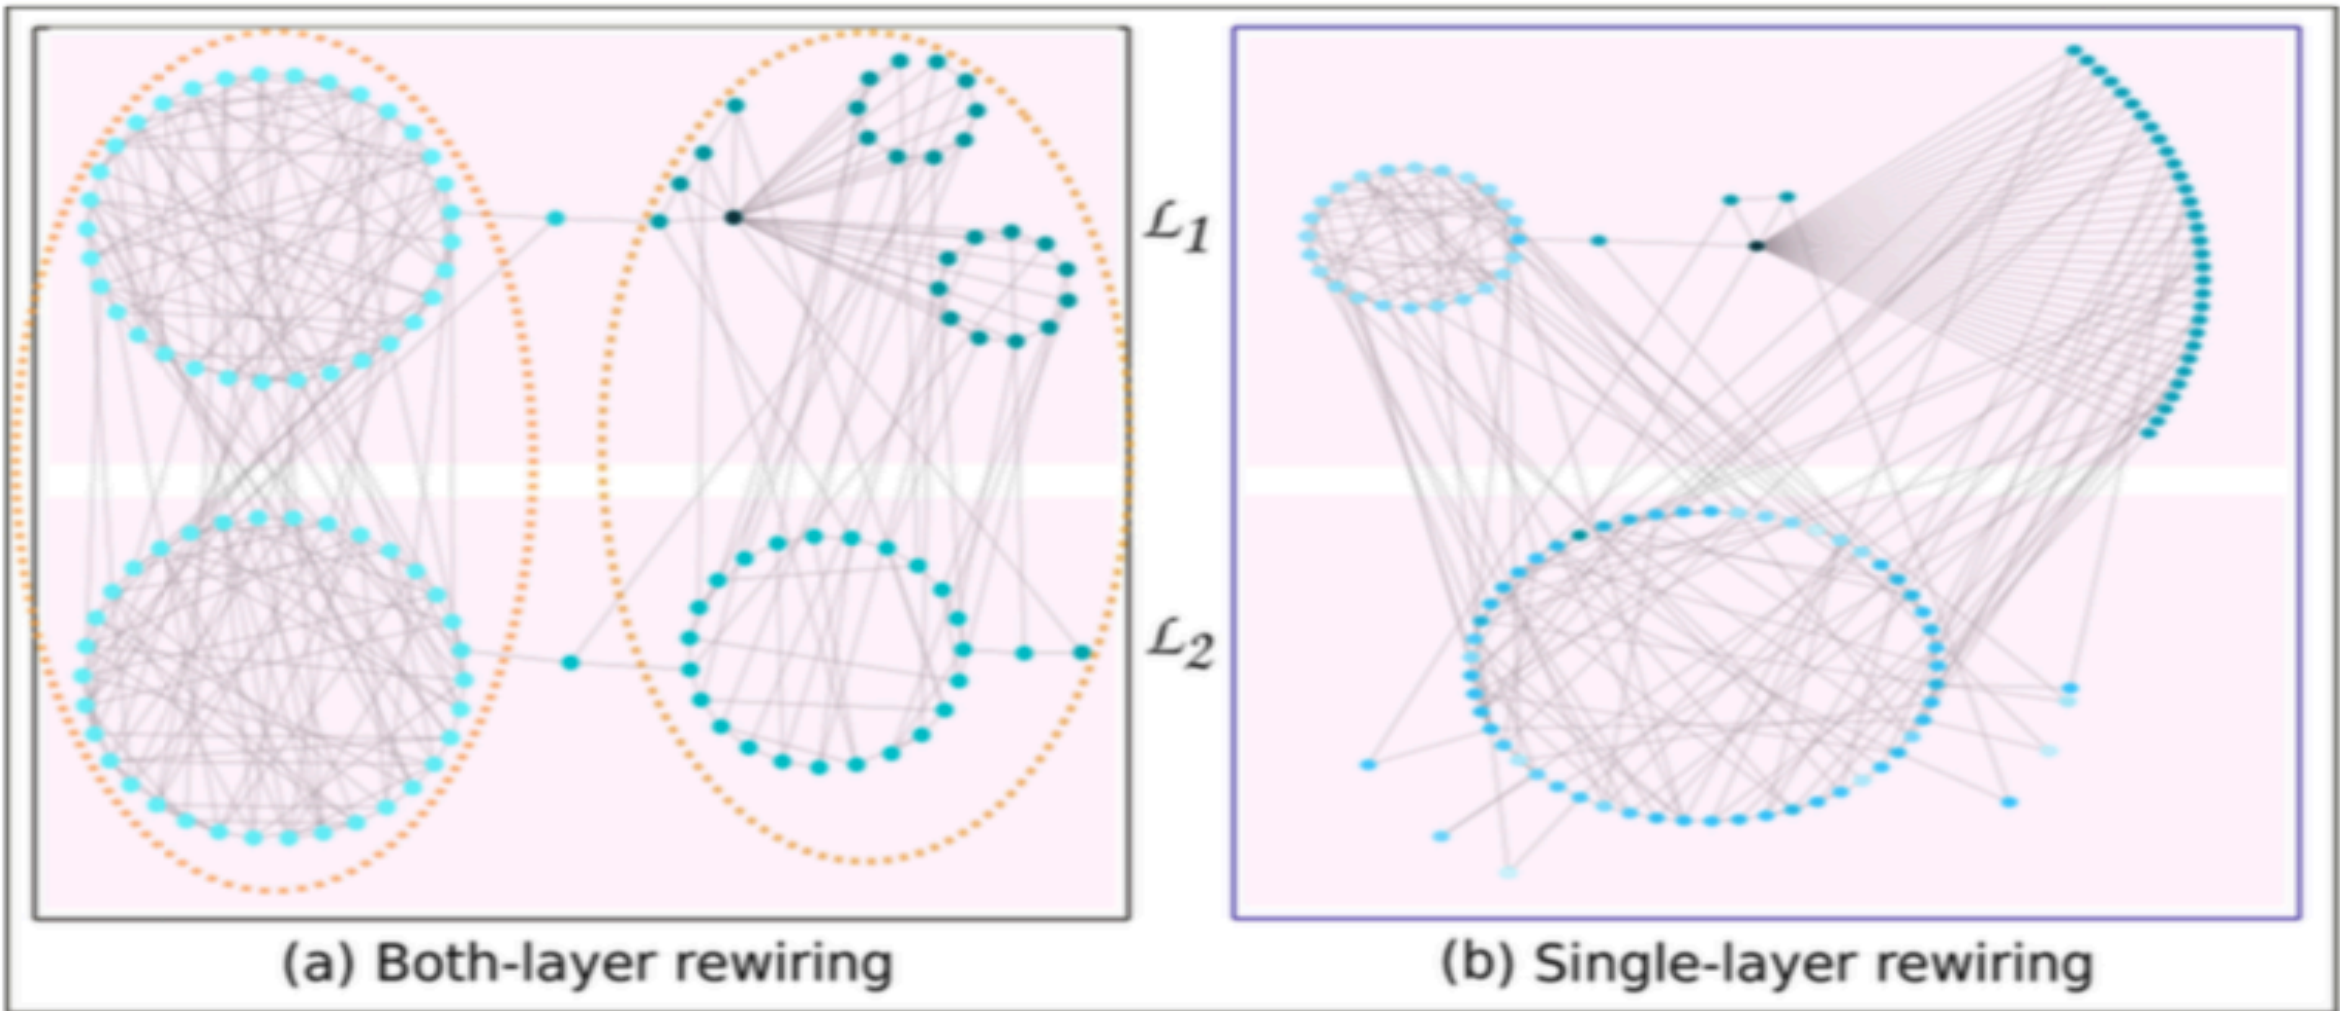 ℒ1
ℒ2
(a) Both-layer rewiring
(b) Single-layer rewiring